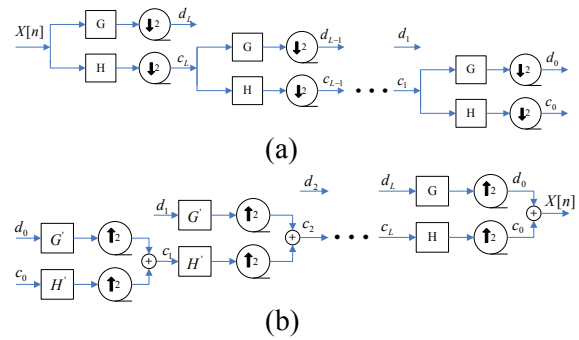 X[n]
G
↓2
d_L
H
↓2
c_L
G
↓2
d_{L-1}
H
↓2
c_{L-1}
• • •
d_1
c_1
G
↓2
d_0
H
↓2
c_0
(a)
d_0
G'
↑2
c_0
H'
↑2
+
c_1
d_1
G'
↑2
H'
↑2
+
d_2
c_2
• • •
d_L
G
↑2
d_0
c_L
H
↑2
c_0
+
X[n]
(b)